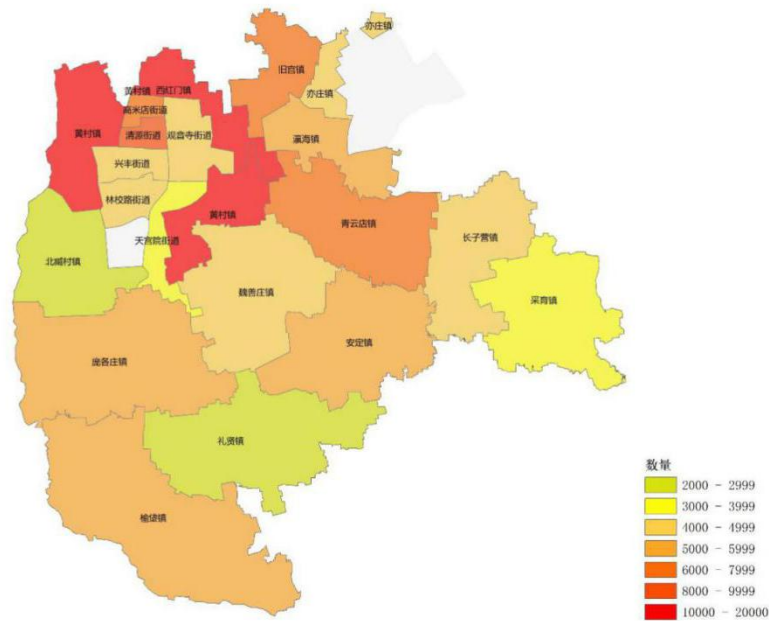 亦庄镇
旧宫镇
黄村镇
西红门镇
亦庄镇
高米店街道
黄村镇
清源街道
观音寺街道
瀛海镇
兴丰街道
林校路街道
黄村镇
青云店镇
天宫院街道
长子营镇
北臧村镇
魏善庄镇
采育镇
安定镇
庞各庄镇
礼贤镇
榆垡镇
数量
2000 - 2999
3000 - 3999
4000 - 4999
5000 - 5999
6000 - 7999
8000 - 9999
10000 - 20000